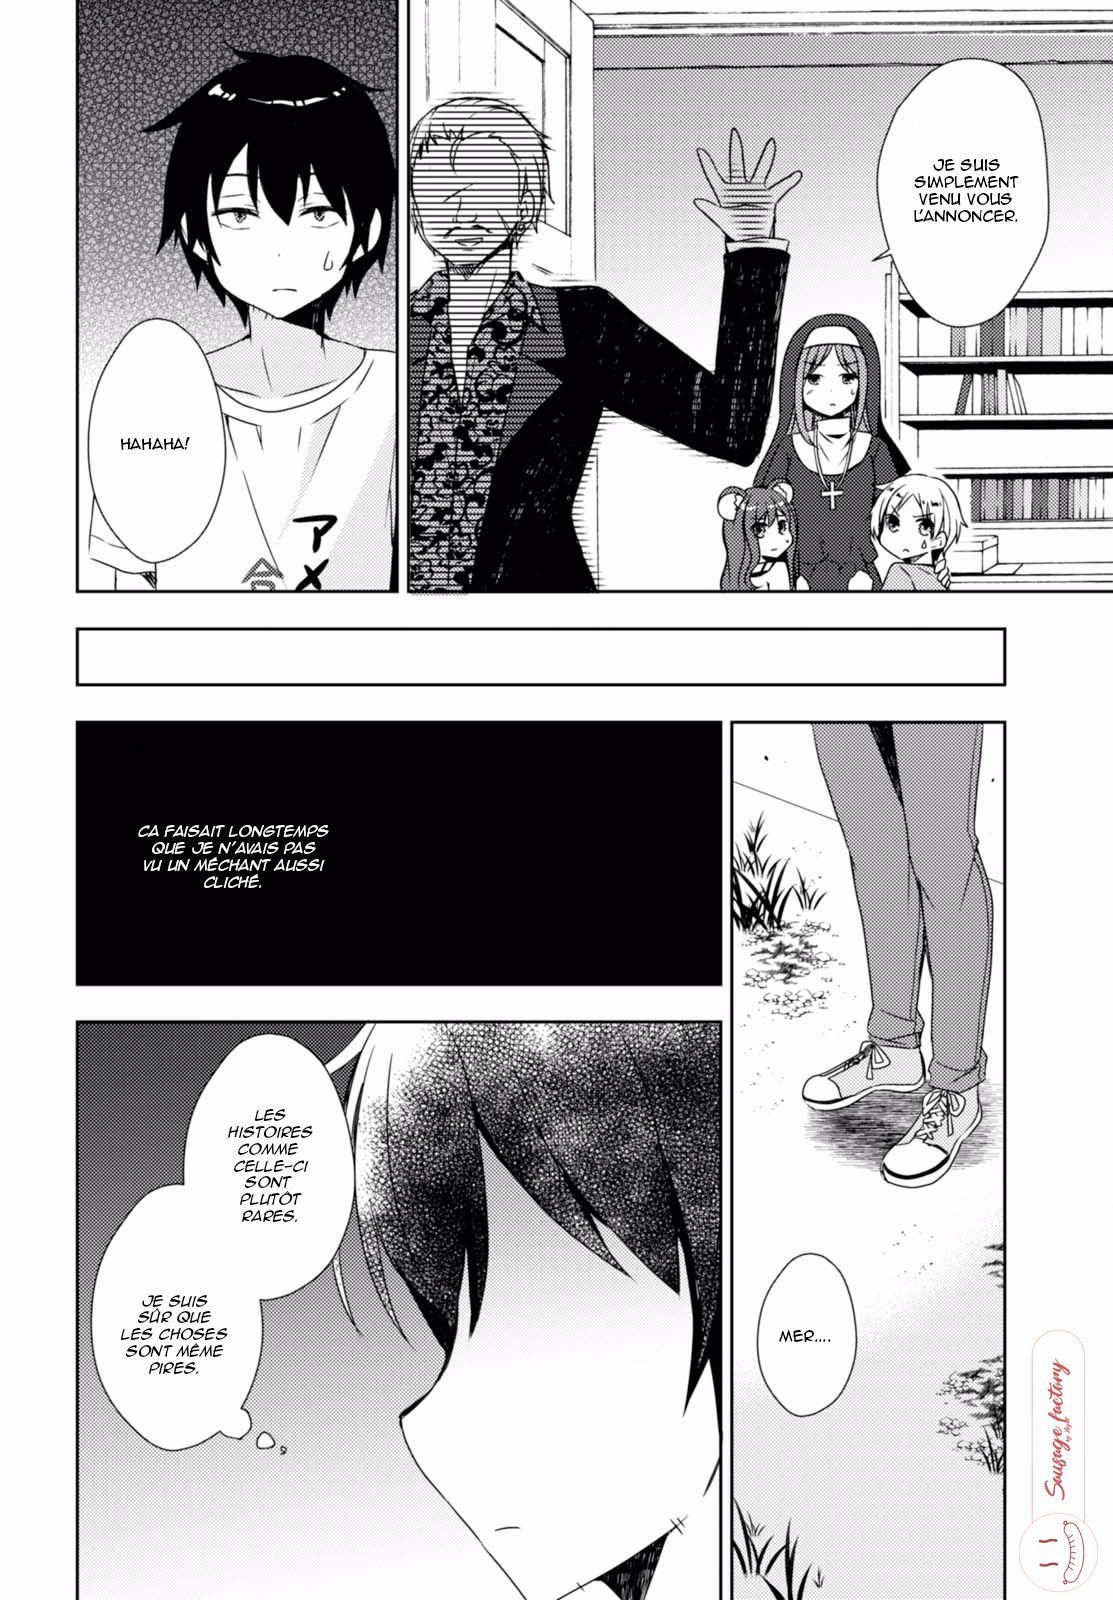 JE SUIS
SIMPLEMENT
VENU VOUS
L'ANNONCER.
HAHAHA!
アメ
合
MER....
CA FAISAIT LONGTEMPS
QUE JE N'AVAIS PAS
VU UN MÉCHANT AUSSI
CLICHÉ.
LES
HISTOIRES
COMME
CELLE-CI
SONT
PLUTÔT
RARES.
JE SUIS
SÛR QUE
LES CHOSES
SONT MÊME
PIRES.
Sausage factory